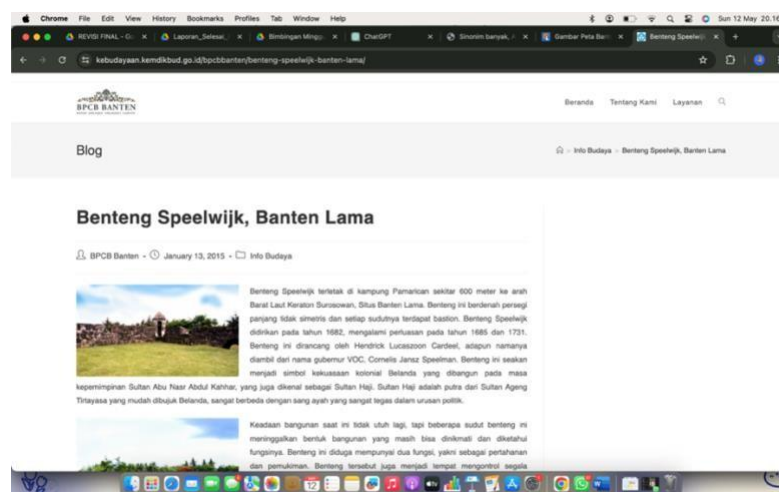 Chrome File Edit View History Bookmarks Profiles Tab Window Help Sun 12 May 20.16
REVISI FINAL - Go Laporan_Selesai_ Bimbingan Minggu ChatGPT Sinonim banyak, Gambar Peta Ban Benteng Speelwijk
kebudayaan.kemdikbud.go.id/bpcbbanten/benteng-speelwijk-banten-lama/
BPCB BANTEN
Beranda Tentang Kami Layanan
Blog
Info Budaya > Benteng Speelwijk, Banten Lama
Benteng Speelwijk, Banten Lama
BPCB Banten - January 13, 2015 - Info Budaya
Benteng Speelwijk terletak di kampung Pamarican sekitar 600 meter ke arah
Barat Laut Keraton Surosowan, Situs Banten Lama. Benteng ini berdenah persegi
panjang tidak simetris dan setiap sudutnya terdapat bastion. Benteng Speelwijk
didirikan pada tahun 1682, mengalami perluasan pada tahun 1685 dan 1731.
Benteng ini dirancang oleh Hendrick Lucaszoon Cardeel, adapun namanya
diambil dari nama gubernur VOC, Cornelis Jansz Speelman. Benteng ini seakan
menjadi simbol kekuasaan kolonial Belanda yang dibangun pada masa
kepemimpinan Sultan Abu Nasr Abdul Kahhar, yang juga dikenal sebagai Sultan Haji. Sultan Haji adalah putra dari Sultan Ageng
Tirtayasa yang mudah dibujuk Belanda, sangat berbeda dengan sang ayah yang sangat tegas dalam urusan politik.
Keadaan bangunan saat ini tidak utuh lagi, tapi beberapa sudut benteng ini
meninggalkan bentuk bangunan yang masih bisa dinikmati dan diketahui
fungsinya. Benteng ini diduga mempunyai dua fungsi, yakni sebagai pertahanan
dan pemukiman. Benteng tersebut juga menjadi tempat mengontrol segala